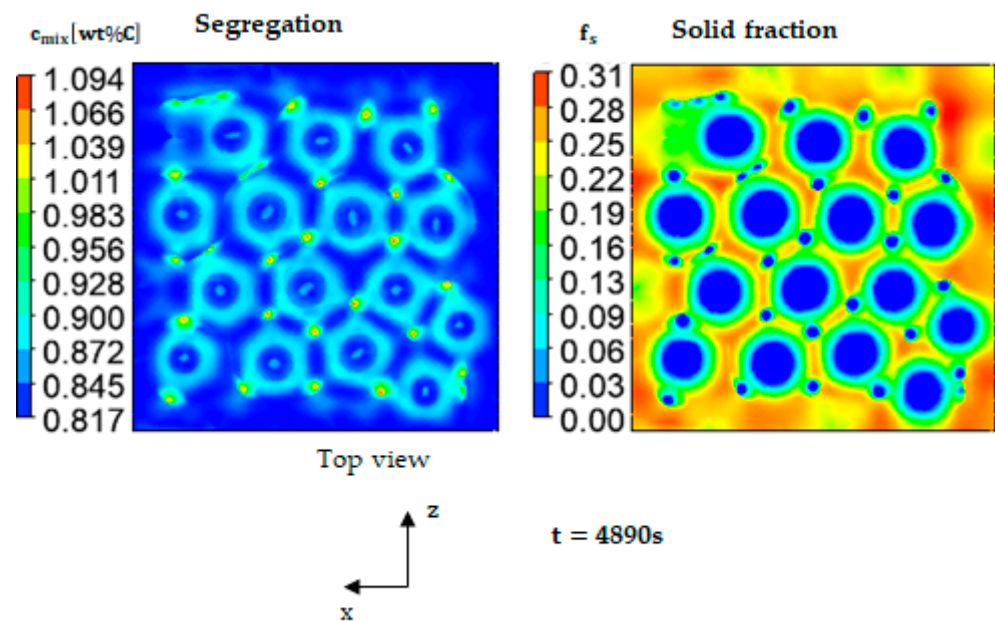 Segregation
c_mix[wt%C]
1.094
1.066
1.039
1.011
0.983
0.956
0.928
0.900
0.872
0.845
0.817
Solid fraction
f_s
0.31
0.28
0.25
0.22
0.19
0.16
0.13
0.09
0.06
0.03
0.00
Top view
z
x
t = 4890s